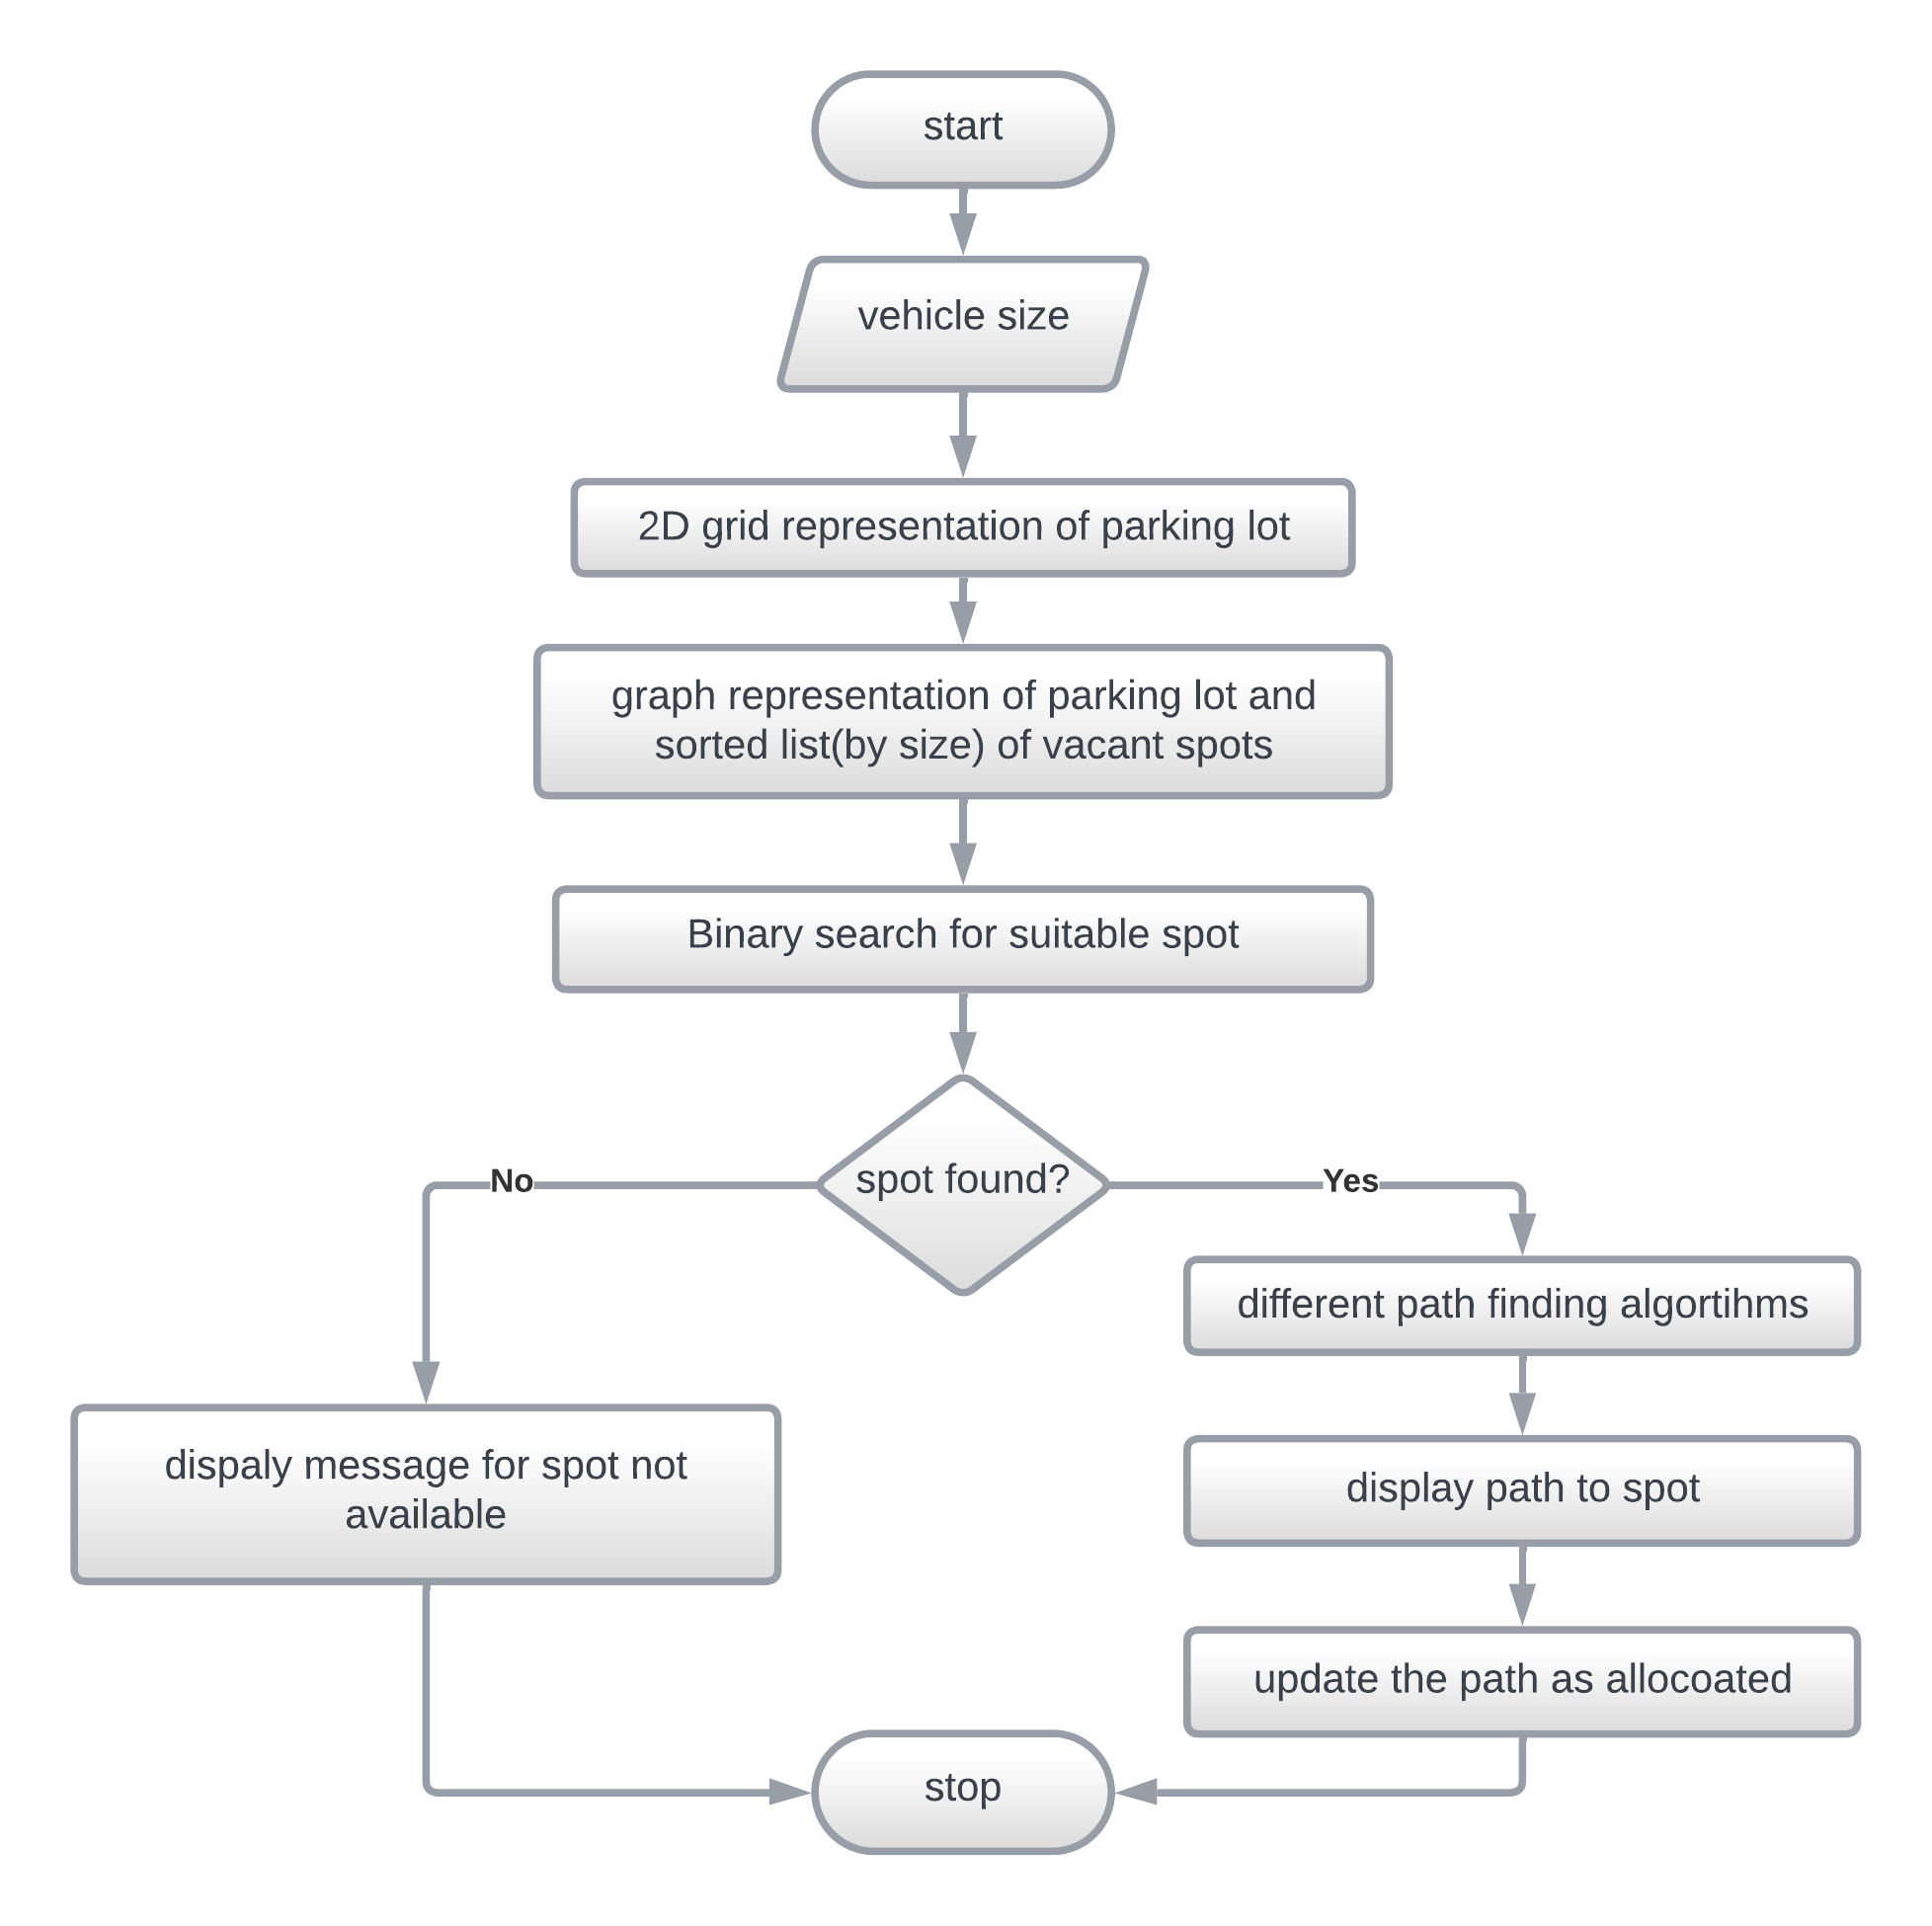 start
vehicle size
2D grid representation of parking lot
graph representation of parking lot and
sorted list(by size) of vacant spots
Binary search for suitable spot
spot found?
No
Yes
different path finding algortihms
display path to spot
update the path as allocoated
dispaly message for spot not
available
stop